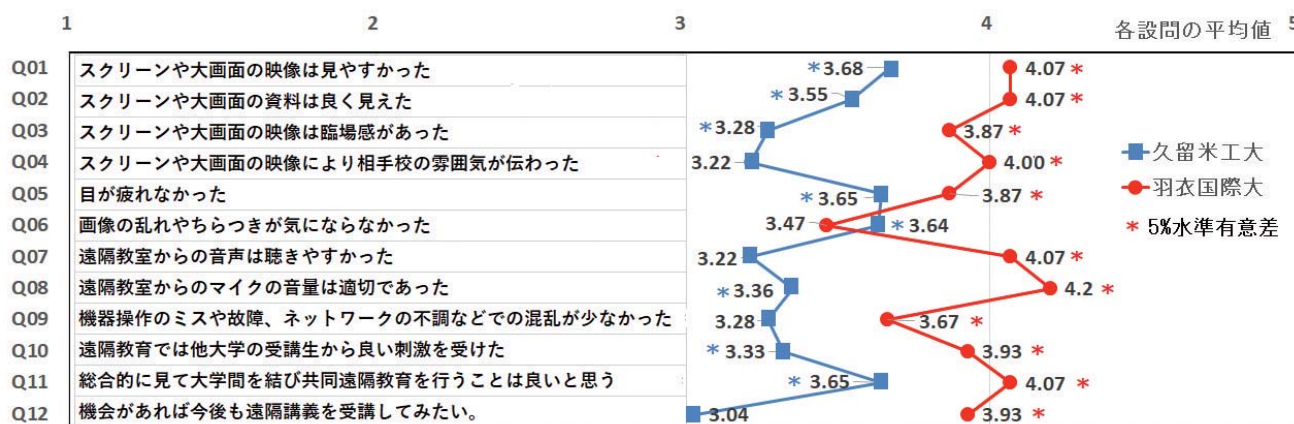 1 2 3 4 各設問の平均値 5
Q01 スクリーンや大画面の映像は見やすかった *3.68 4.07*
Q02 スクリーンや大画面の資料は良く見えた *3.55 4.07*
Q03 スクリーンや大画面の映像は臨場感があった *3.28 3.87*
Q04 スクリーンや大画面の映像により相手校の雰囲気が伝わった 3.22 4.00*
Q05 目が疲れなかった *3.65 3.87*
Q06 画像の乱れやちらつきが気にならなかった 3.47 *3.64
Q07 遠隔教室からの音声は聴きやすかった 3.22 4.07*
Q08 遠隔教室からのマイクの音量は適切であった *3.36 4.2*
Q09 機器操作のミスや故障、ネットワークの不調などでの混乱が少なかった 3.28 3.67*
Q10 遠隔教育では他大学の受講生から良い刺激を受けた *3.33 3.93*
Q11 総合的に見て大学間を結び共同遠隔教育を行うことは良いと思う *3.65 4.07*
Q12 機会があれば今後も遠隔講義を受講してみたい。 3.04 3.93*
久留米工大
羽衣国際大
* 5%水準有意差